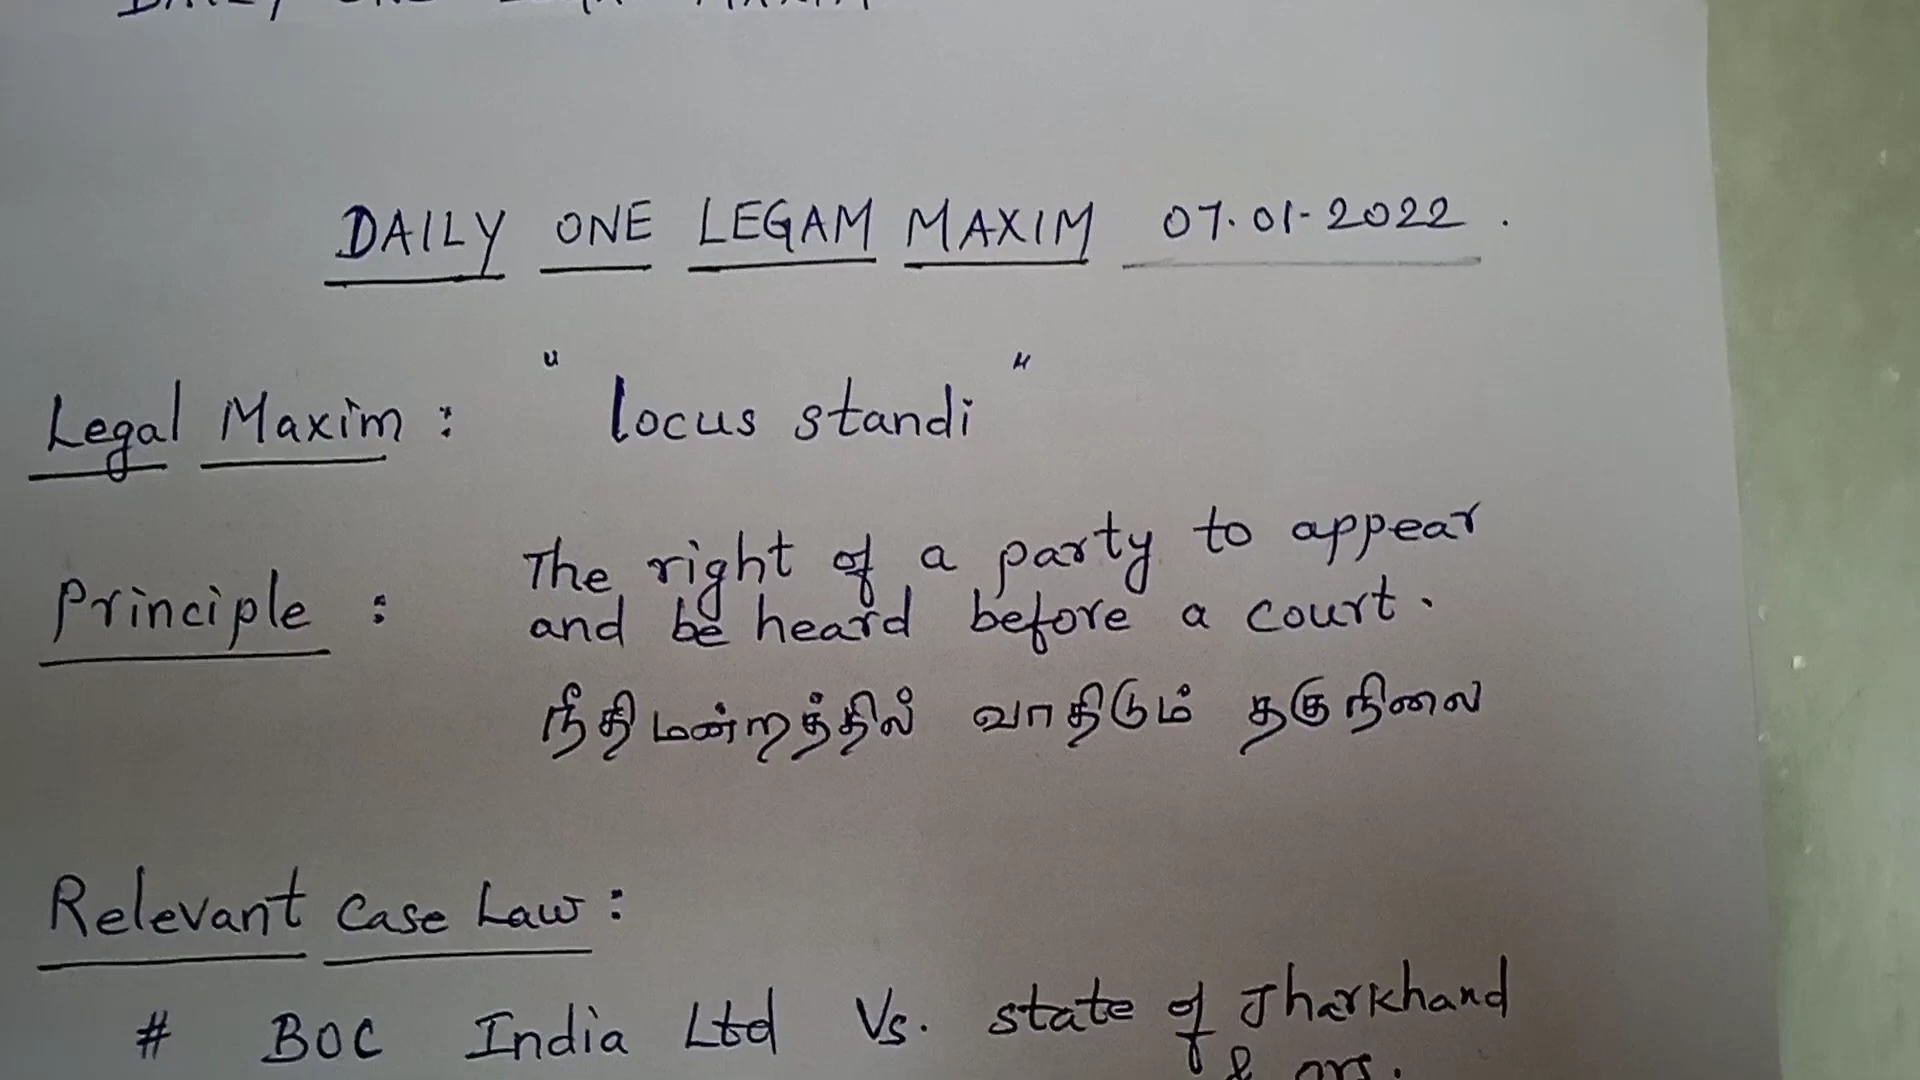 DAILY ONE LEGAM MAXIM 07.01-2022.
Legal Maxim : "locus standi"
Principle : The right of a party to appear
and be heard before a court.
நீதிமன்றத்தில் வாதிடும் தகுநிலை
Relevant Case Law :
# BOC India Ltd Vs. state of Jharkhand
& ors.